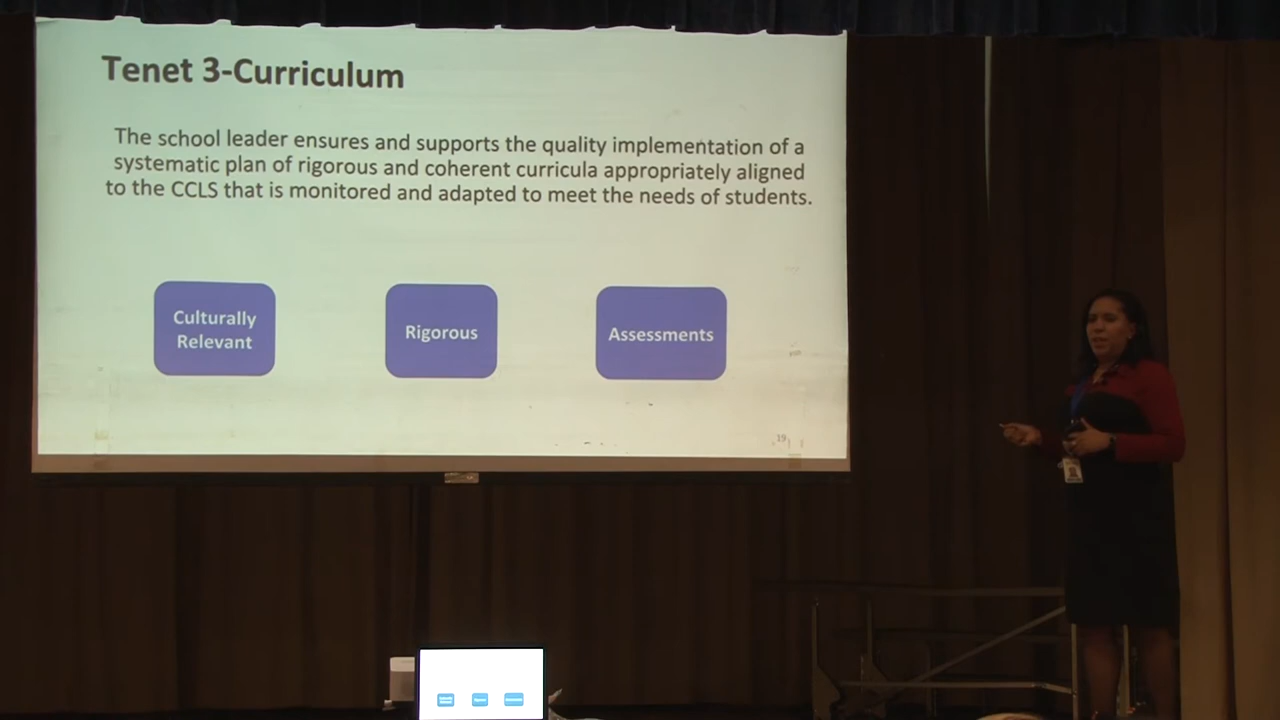 Tenet 3-Curriculum
The school leader ensures and supports the quality implementation of a
systematic plan of rigorous and coherent curricula appropriately aligned
to the CCLS that is monitored and adapted to meet the needs of students.
Culturally
Relevant
Rigorous
Assessments
19